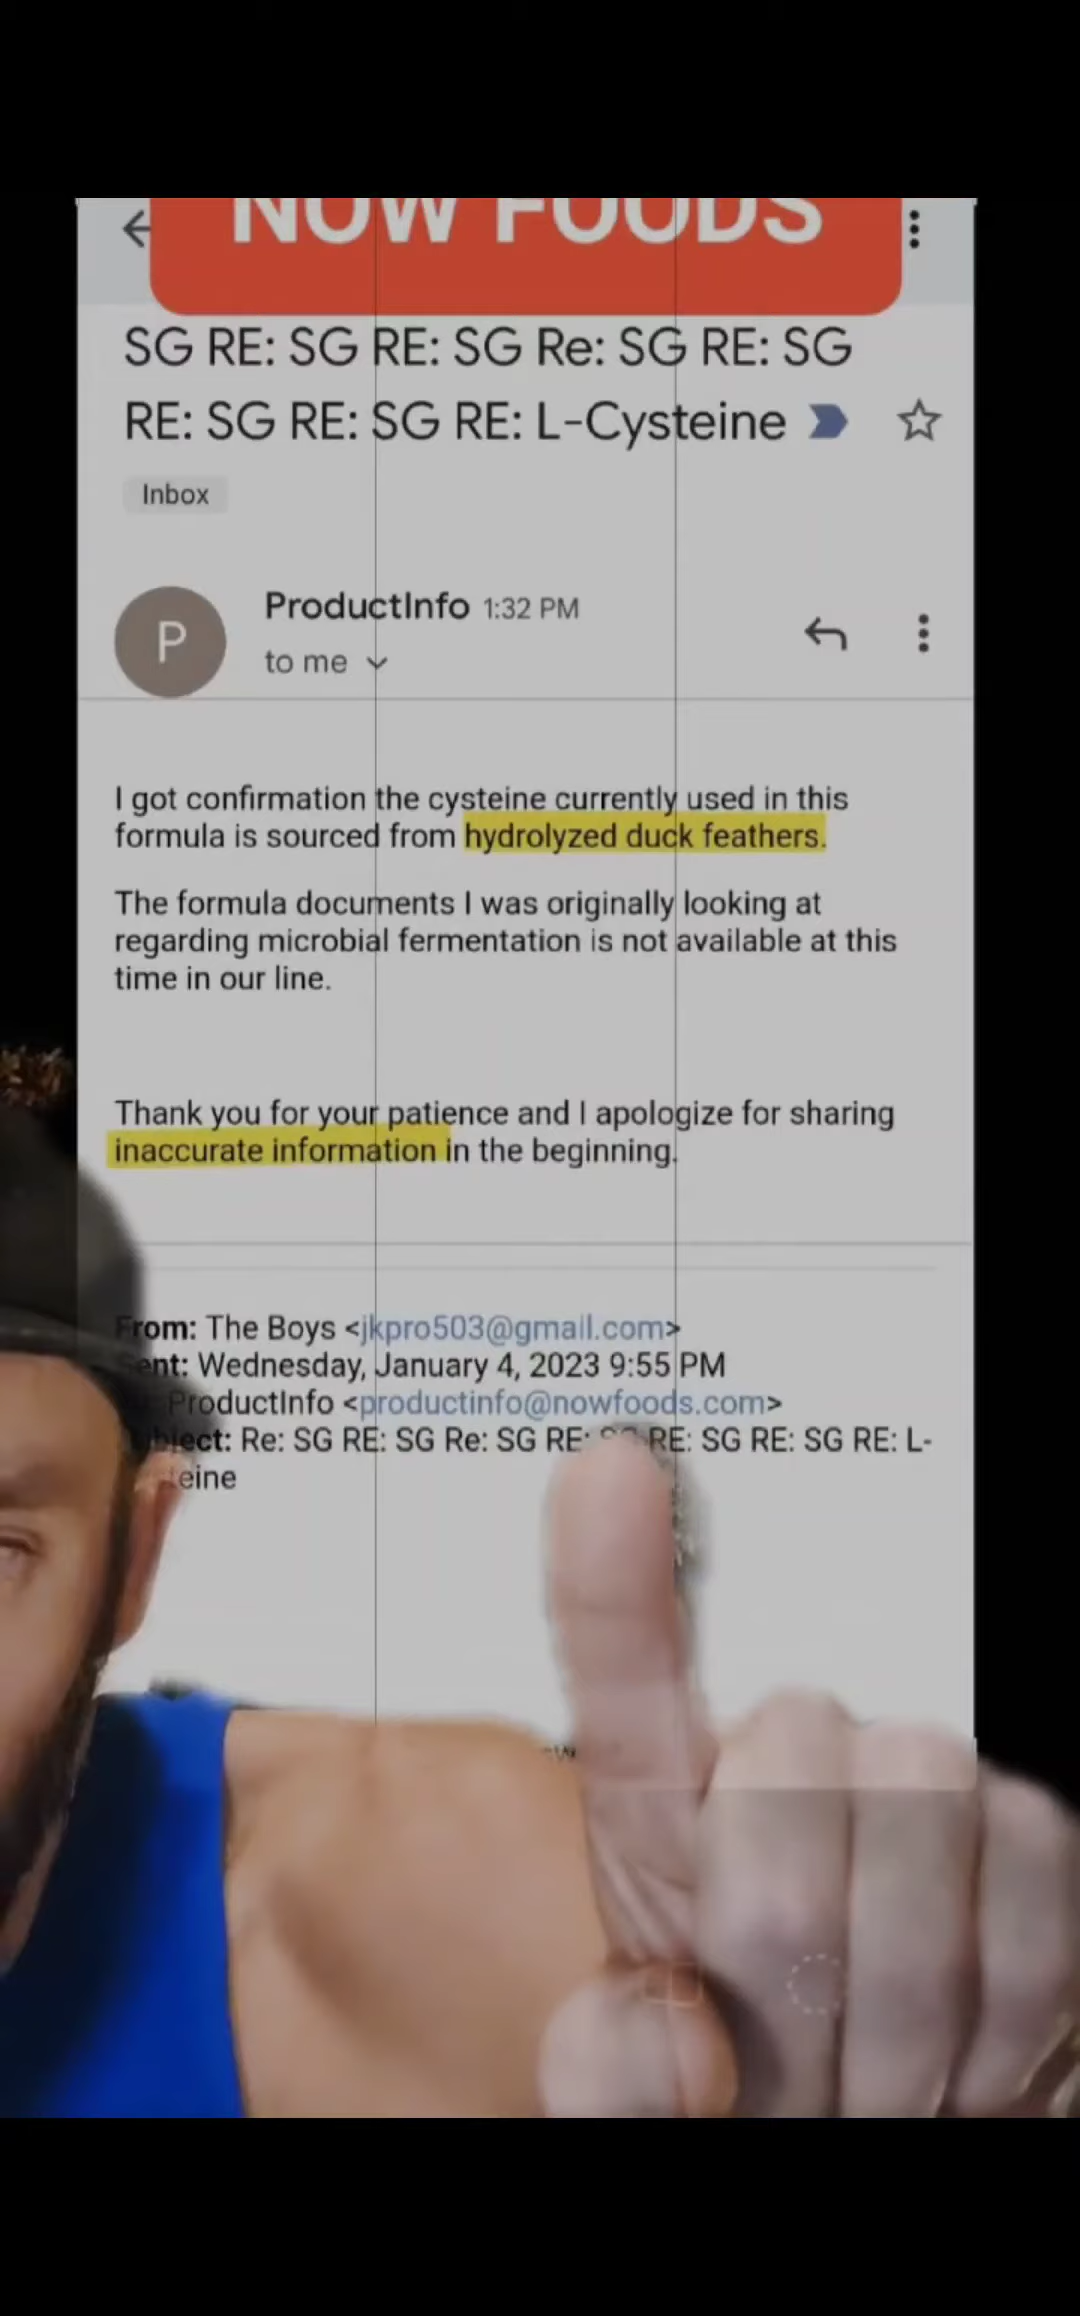 NOW FOODS
SG RE: SG RE: SG Re: SG RE: SG
RE: SG RE: SG RE: L-Cysteine
Inbox
P
ProductInfo 1:32 PM
to me
I got confirmation the cysteine currently used in this
formula is sourced from hydrolyzed duck feathers.
The formula documents I was originally looking at
regarding microbial fermentation is not available at this
time in our line.
Thank you for your patience and I apologize for sharing
inaccurate information in the beginning.
From: The Boys <jkpro503@gmail.com>
ent: Wednesday, January 4, 2023 9:55 PM
ProductInfo <productinfo@nowfoods.com>
ject: Re: SG RE: SG Re: SG RE: SG RE: SG RE: SG RE: L-
eine